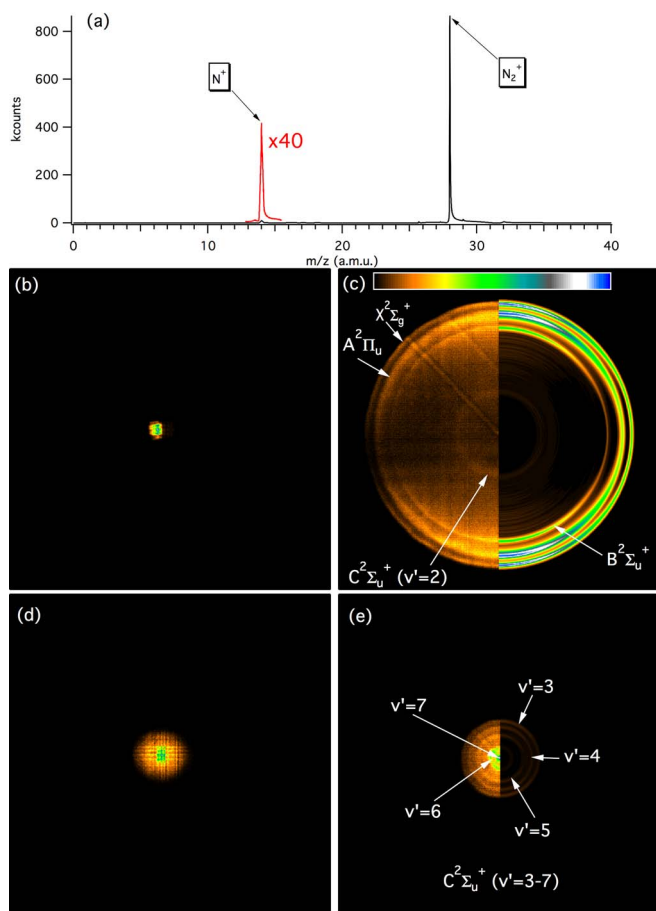 (a)
800
600
400
200
0
kcounts
N⁺
x40
N₂⁺
0 10 20 30 40
m/z (a.m.u.)
(b)
(c)
X²Σg⁺
A²Πu
C²Σu⁺ (v'=2)
B²Σu⁺
(d)
(e)
v'=3
v'=7
v'=4
v'=6
v'=5
C²Σu⁺ (v'=3-7)